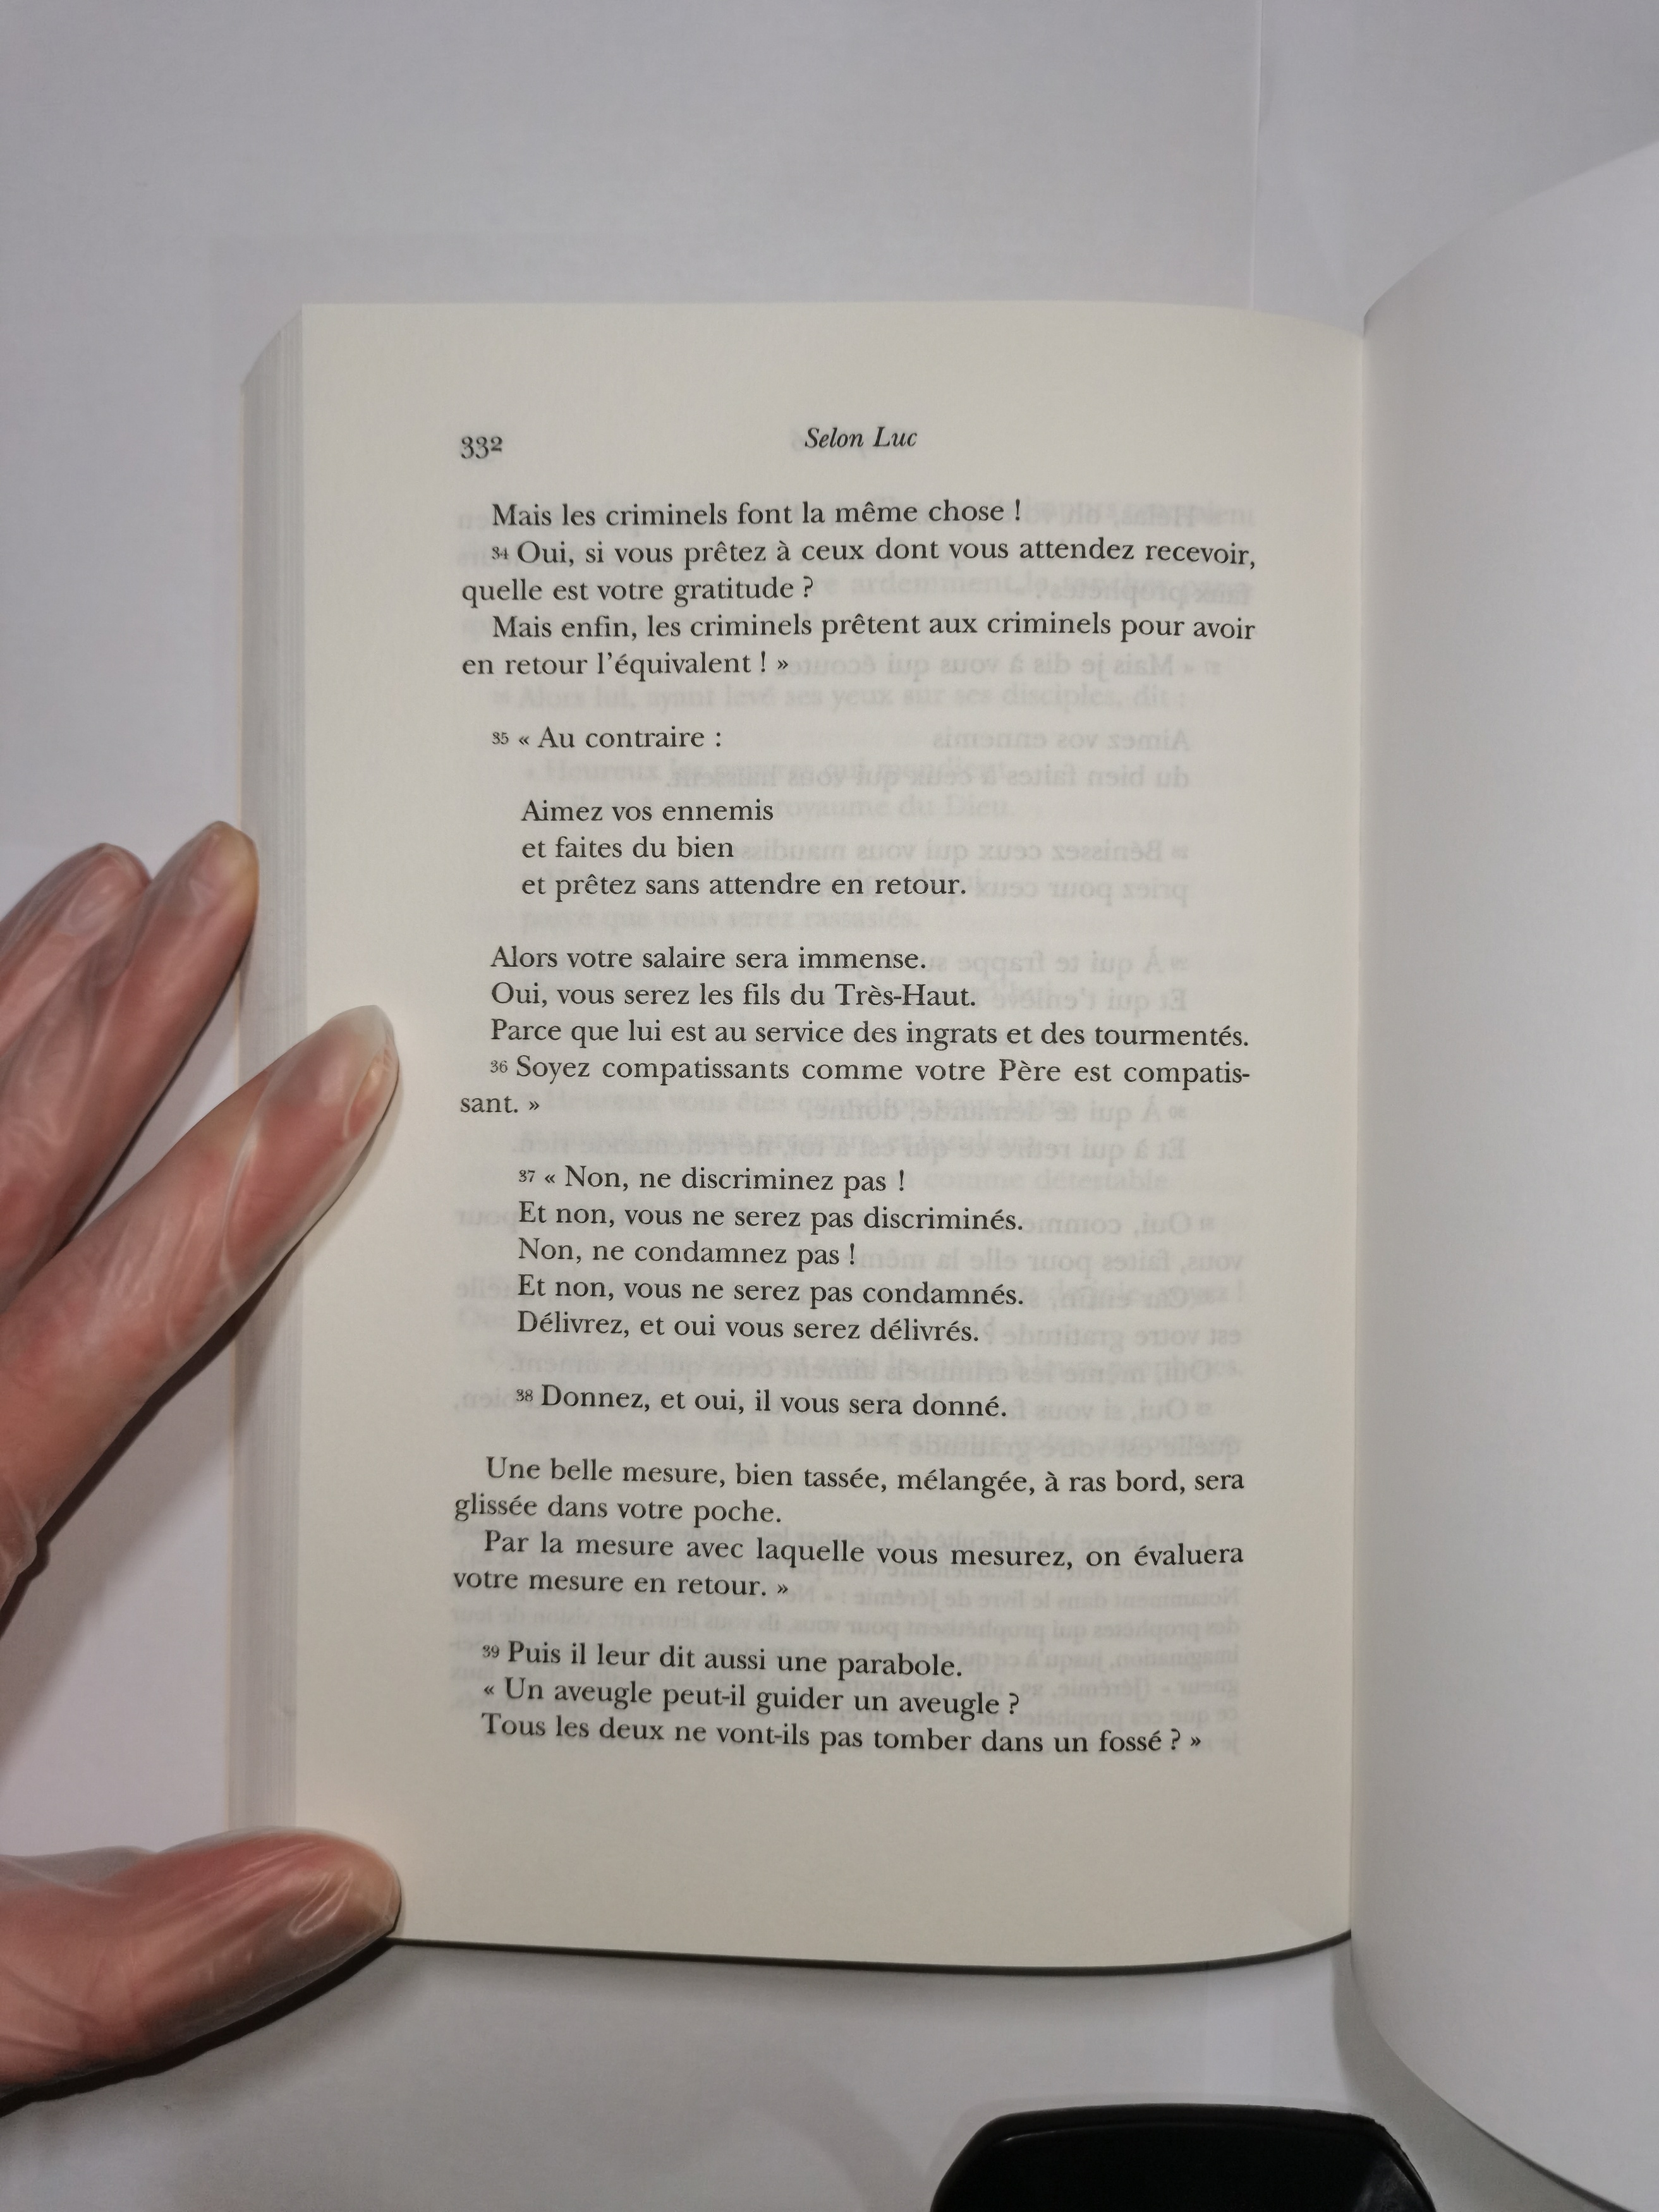 332
Selon Luc
Mais les criminels font la même chose !
34 Oui, si vous prêtez à ceux dont vous attendez recevoir,
quelle est votre gratitude ?
Mais enfin, les criminels prêtent aux criminels pour avoir
en retour l'équivalent ! »
35 « Au contraire :
Aimez vos ennemis
et faites du bien
et prêtez sans attendre en retour.
Alors votre salaire sera immense.
Oui, vous serez les fils du Très-Haut.
Parce que lui est au service des ingrats et des tourmentés.
36 Soyez compatissants comme votre Père est compatis-
sant. »
37 « Non, ne discriminez pas !
Et non, vous ne serez pas discriminés.
Non, ne condamnez pas !
Et non, vous ne serez pas condamnés.
Délivrez, et oui vous serez délivrés.
38 Donnez, et oui, il vous sera donné.
Une belle mesure, bien tassée, mélangée, à ras bord, sera
glissée dans votre poche.
Par la mesure avec laquelle vous mesurez, on évaluera
votre mesure en retour. »
39 Puis il leur dit aussi une parabole.
« Un aveugle peut-il guider un aveugle ?
Tous les deux ne vont-ils pas tomber dans un fossé ? »